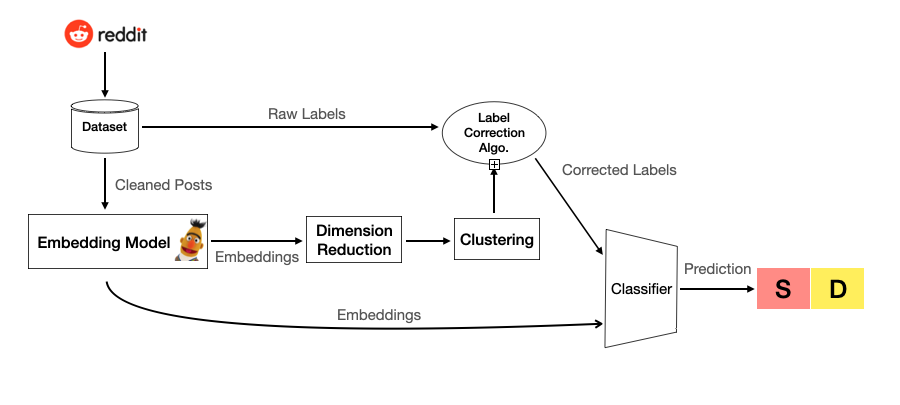 reddit
Dataset
Raw Labels
Label
Correction
Algo.
Cleaned Posts
Corrected Labels
Embedding Model
Embeddings
Dimension
Reduction
Clustering
Classifier
Prediction
S D
Embeddings